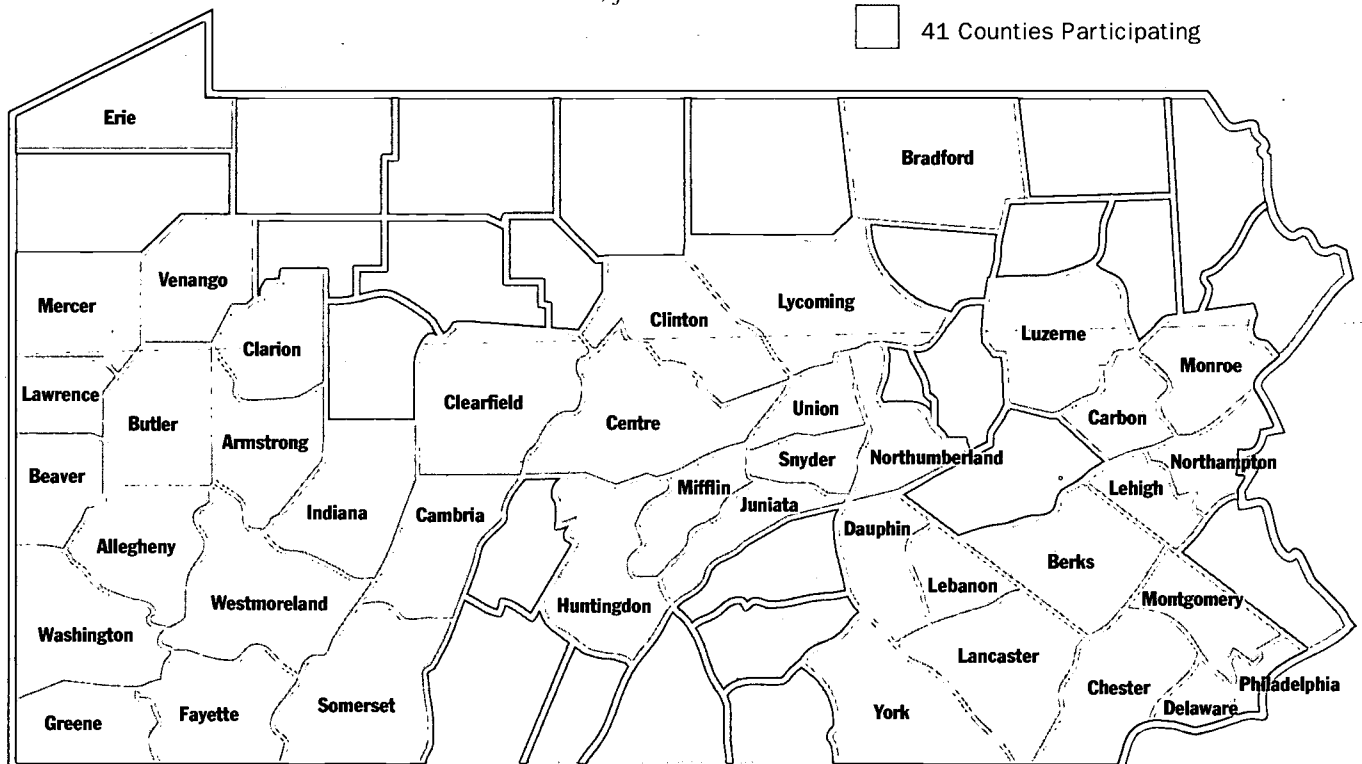 41 Counties Participating
Erie
Bradford
Venango
Mercer
Lycoming
Clinton
Luzerne
Clarion
Monroe
Lawrence
Clearfield
Union
Carbon
Butler
Centre
Armstrong
Snyder
Northumberland
Northampton
Beaver
Mifflin
Lehigh
Juniata
Indiana
Cambria
Dauphin
Allegheny
Berks
Lebanon
Westmoreland
Huntingdon
Montgomery
Washington
Lancaster
Chester
Philadelphia
Somerset
Delaware
York
Fayette
Greene